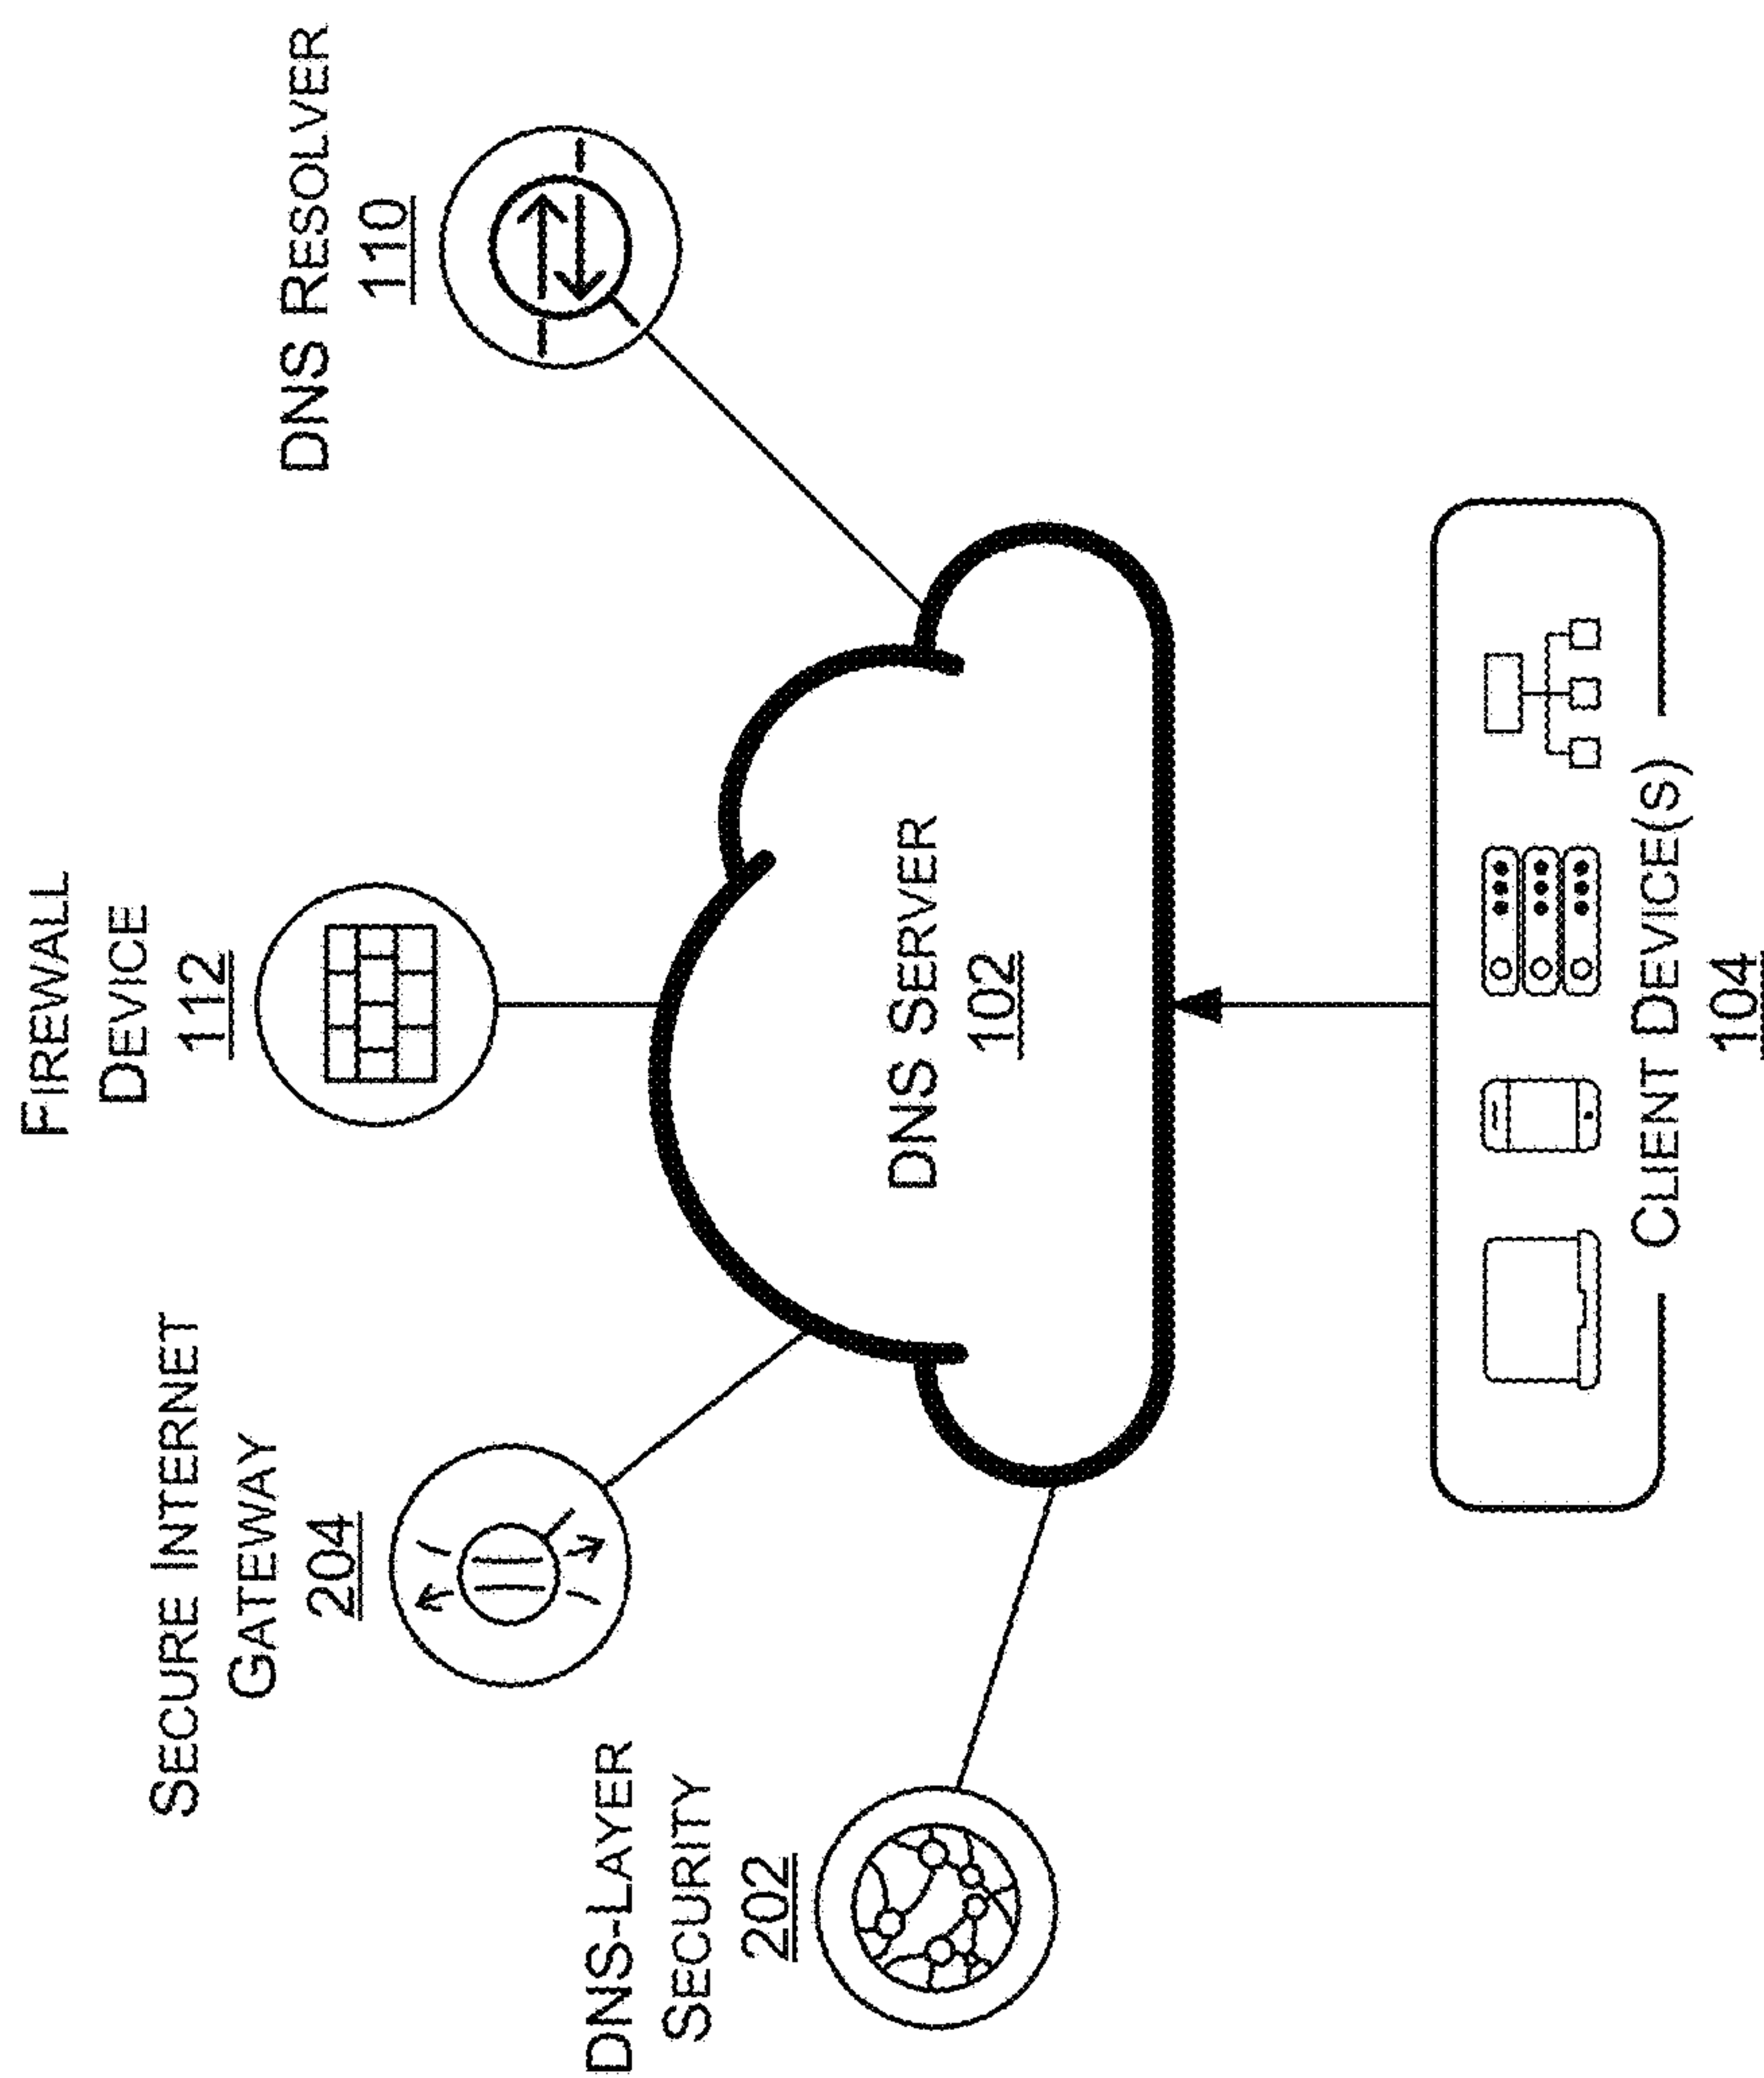 DNS-LAYER
SECURITY
202
SECURE INTERNET
GATEWAY
204
FIREWALL
DEVICE
112
DNS RESOLVER
110
DNS SERVER
102
CLIENT DEVICE(S)
104